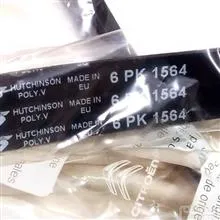 HUTCHINSON
POLY.V
MADE IN
EU
6 PK 1564
HUTCHINSON
POLY.V
MADE IN
EU
6 PK 1564
HUTCHINSON
POLY.V
MADE IN
EU
6 PK 1564
CITROËN